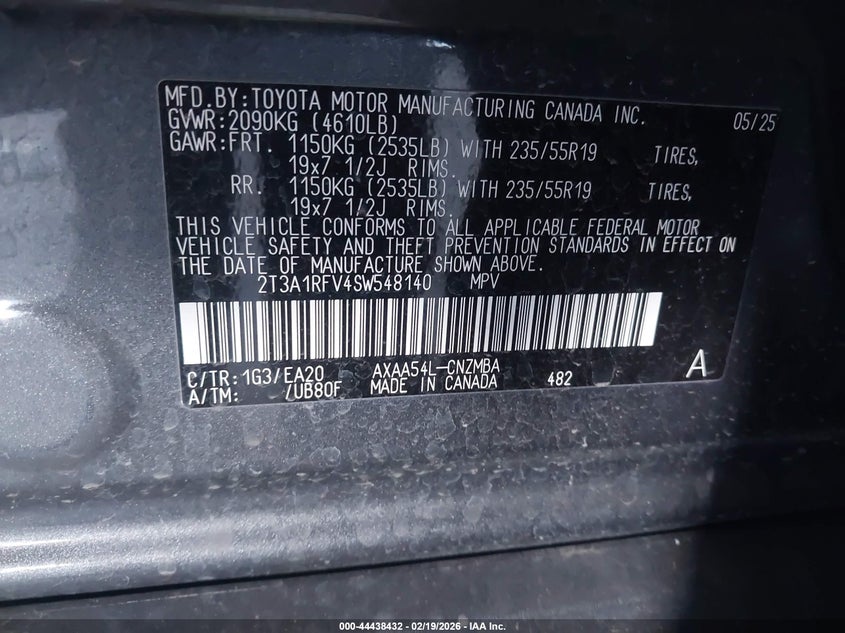 MFD.BY:TOYOTA MOTOR MANUFACTURING CANADA INC. 05/25
GVWR:2090KG (4610LB)
GAWR:FRT. 1150KG (2535LB) WITH 235/55R19 TIRES,
19x7 1/2J RIMS.
RR. 1150KG (2535LB) WITH 235/55R19 TIRES,
19x7 1/2J RIMS.
THIS VEHICLE CONFORMS TO ALL APPLICABLE FEDERAL MOTOR
VEHICLE SAFETY AND THEFT PREVENTION STANDARDS IN EFFECT ON
THE DATE OF MANUFACTURE SHOWN ABOVE.
2T3A1RFV4SW548140 MPV
C/TR:1G3/EA20 AXAA54L-CNZMBA A
A/TM: /UB80F MADE IN CANADA 482
000-44438432 - 02/19/2026 - IAA Inc.